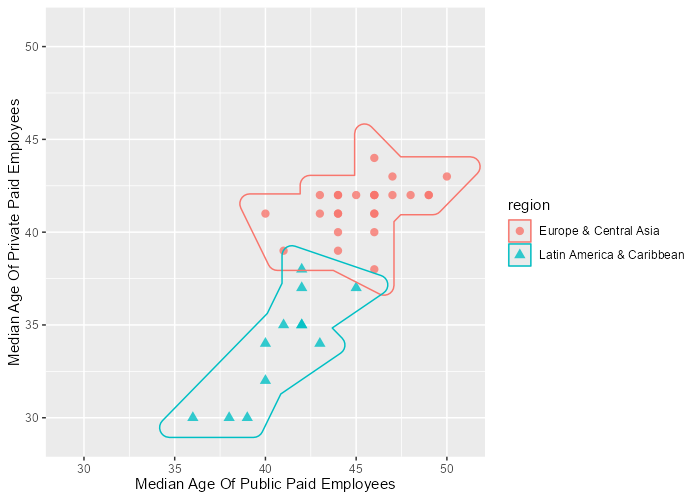 50
45
40
35
30
30 35 40 45 50
Median Age Of Private Paid Employees
Median Age Of Public Paid Employees
region
Europe & Central Asia
Latin America & Caribbean